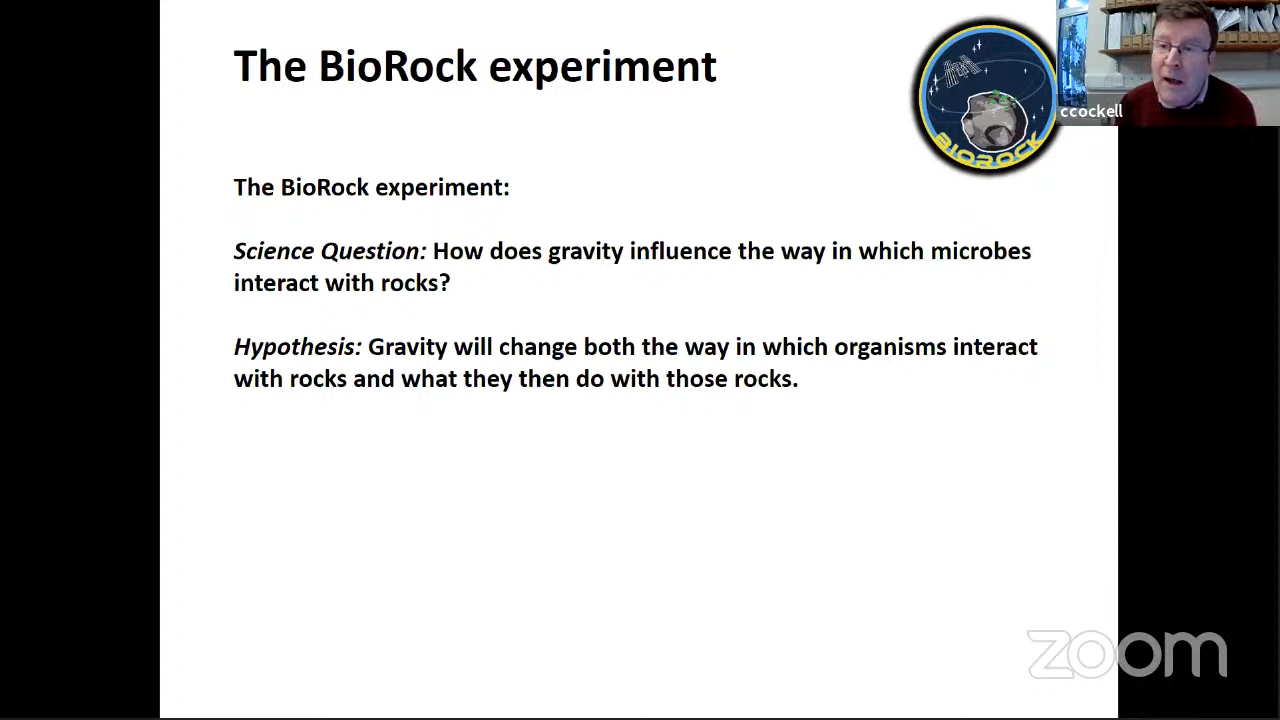 The BioRock experiment
BIOROCK
ccockell
The BioRock experiment:
Science Question: How does gravity influence the way in which microbes
interact with rocks?
Hypothesis: Gravity will change both the way in which organisms interact
with rocks and what they then do with those rocks.
zoom